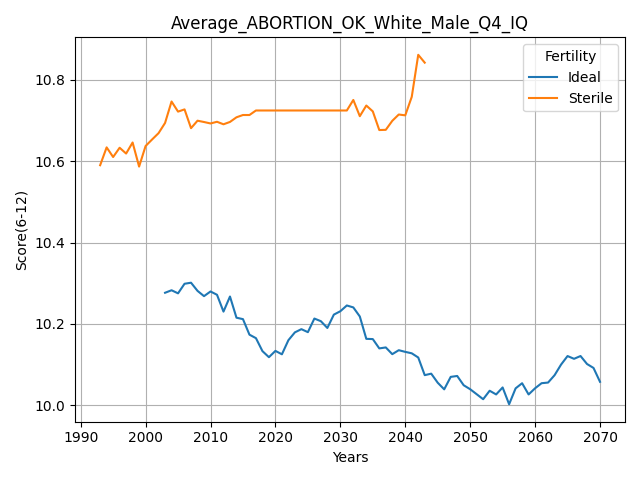 Average_ABORTION_OK_White_Male_Q4_IQ
Fertility
Ideal
Sterile
Score(6-12)
10.8
10.6
10.4
10.2
10.0
1990 2000 2010 2020 2030 2040 2050 2060 2070
Years